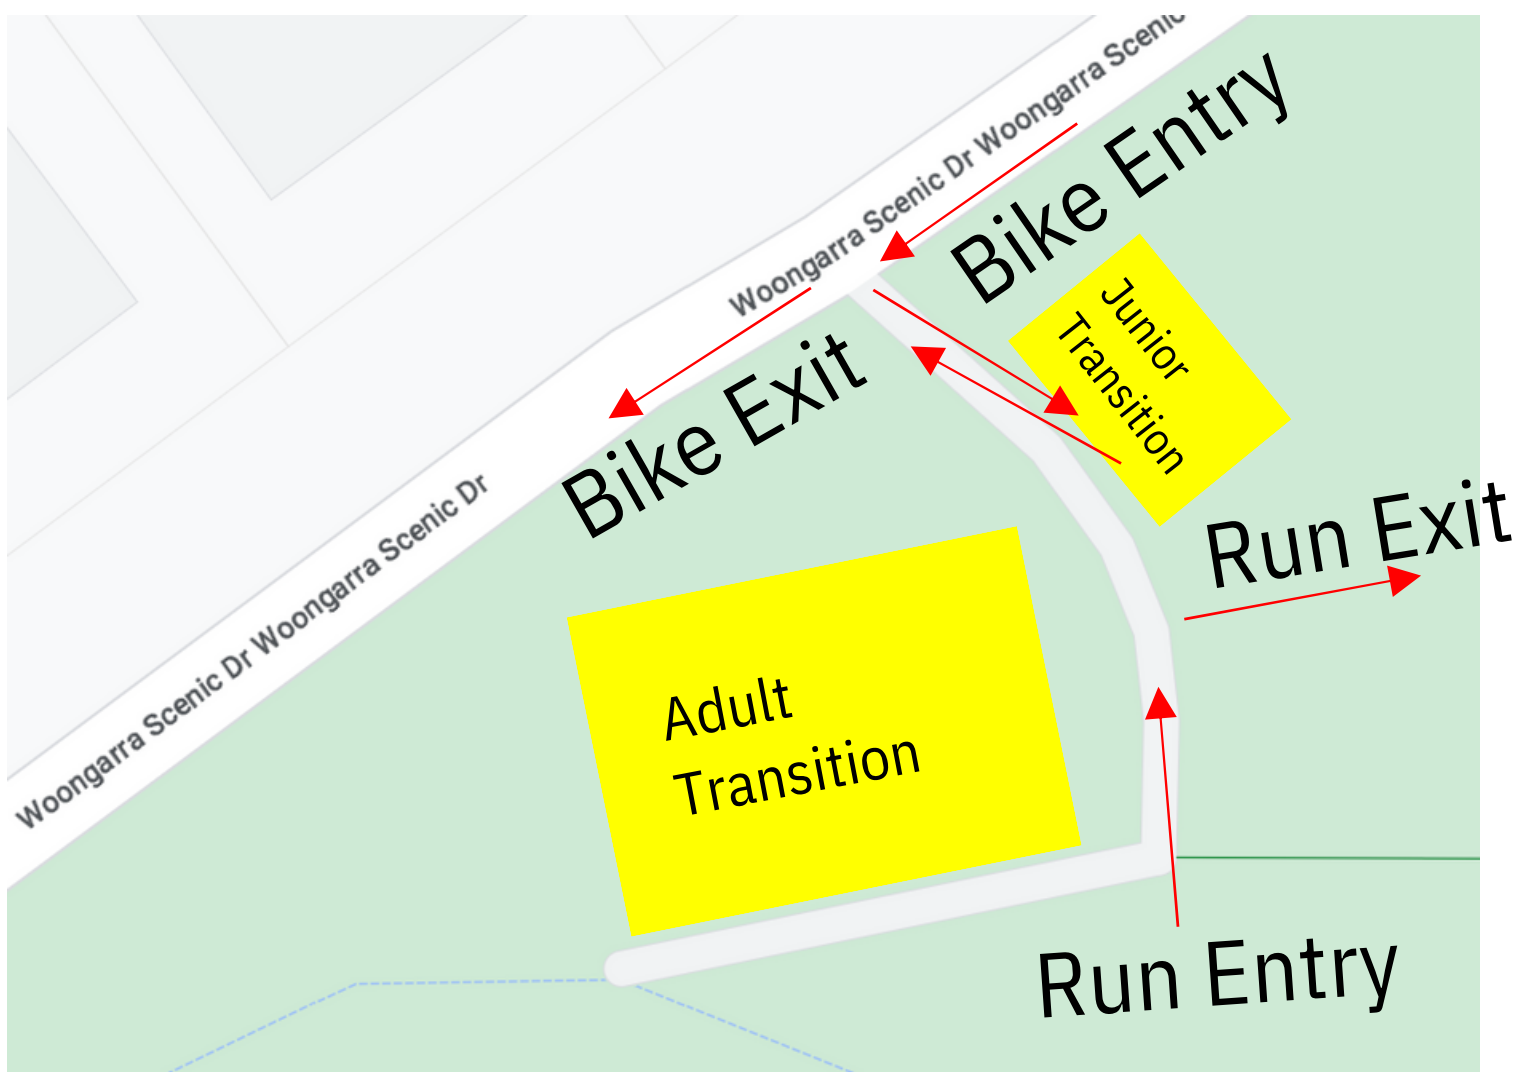 Woongarra Scenic Dr Woongarra Scenic
Bike Entry
Junior
Transition
Bike Exit
Woongarra Scenic Dr Woongarra Scenic Dr
Run Exit
Adult
Transition
Run Entry